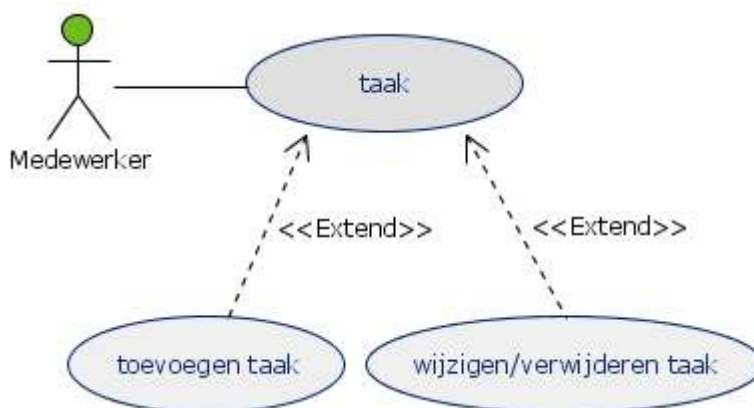 taak
Medewerker
<<Extend>>
<<Extend>>
toevoegen taak
wijzigen/verwijderen taak